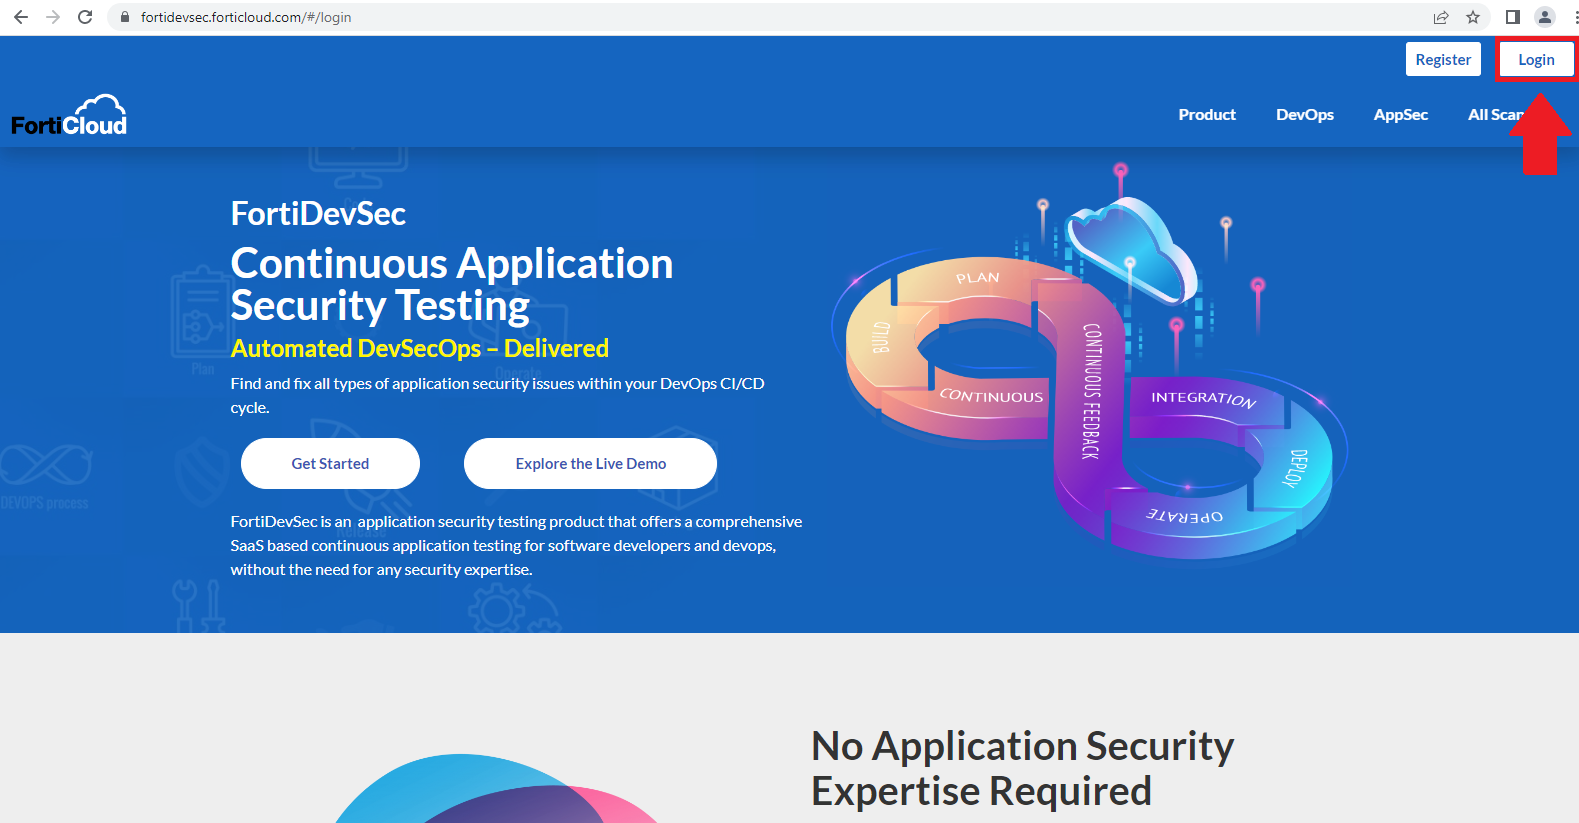 fortidevsec.forticloud.com/#/login
Register
Login
FortiCloud
Product
DevOps
AppSec
All Scan
FortiDevSec
Continuous Application
Security Testing
Automated DevSecOps – Delivered
Find and fix all types of application security issues within your DevOps CI/CD
cycle.
Get Started
Explore the Live Demo
FortiDevSec is an application security testing product that offers a comprehensive
SaaS based continuous application testing for software developers and devops,
without the need for any security expertise.
PLAN
BUILD
CONTINUOUS
CONTINUOUS FEEDBACK
INTEGRATION
DEPLOY
OPERATE
Plan
Operate
DEVOPS process
Release
No Application Security
Expertise Required